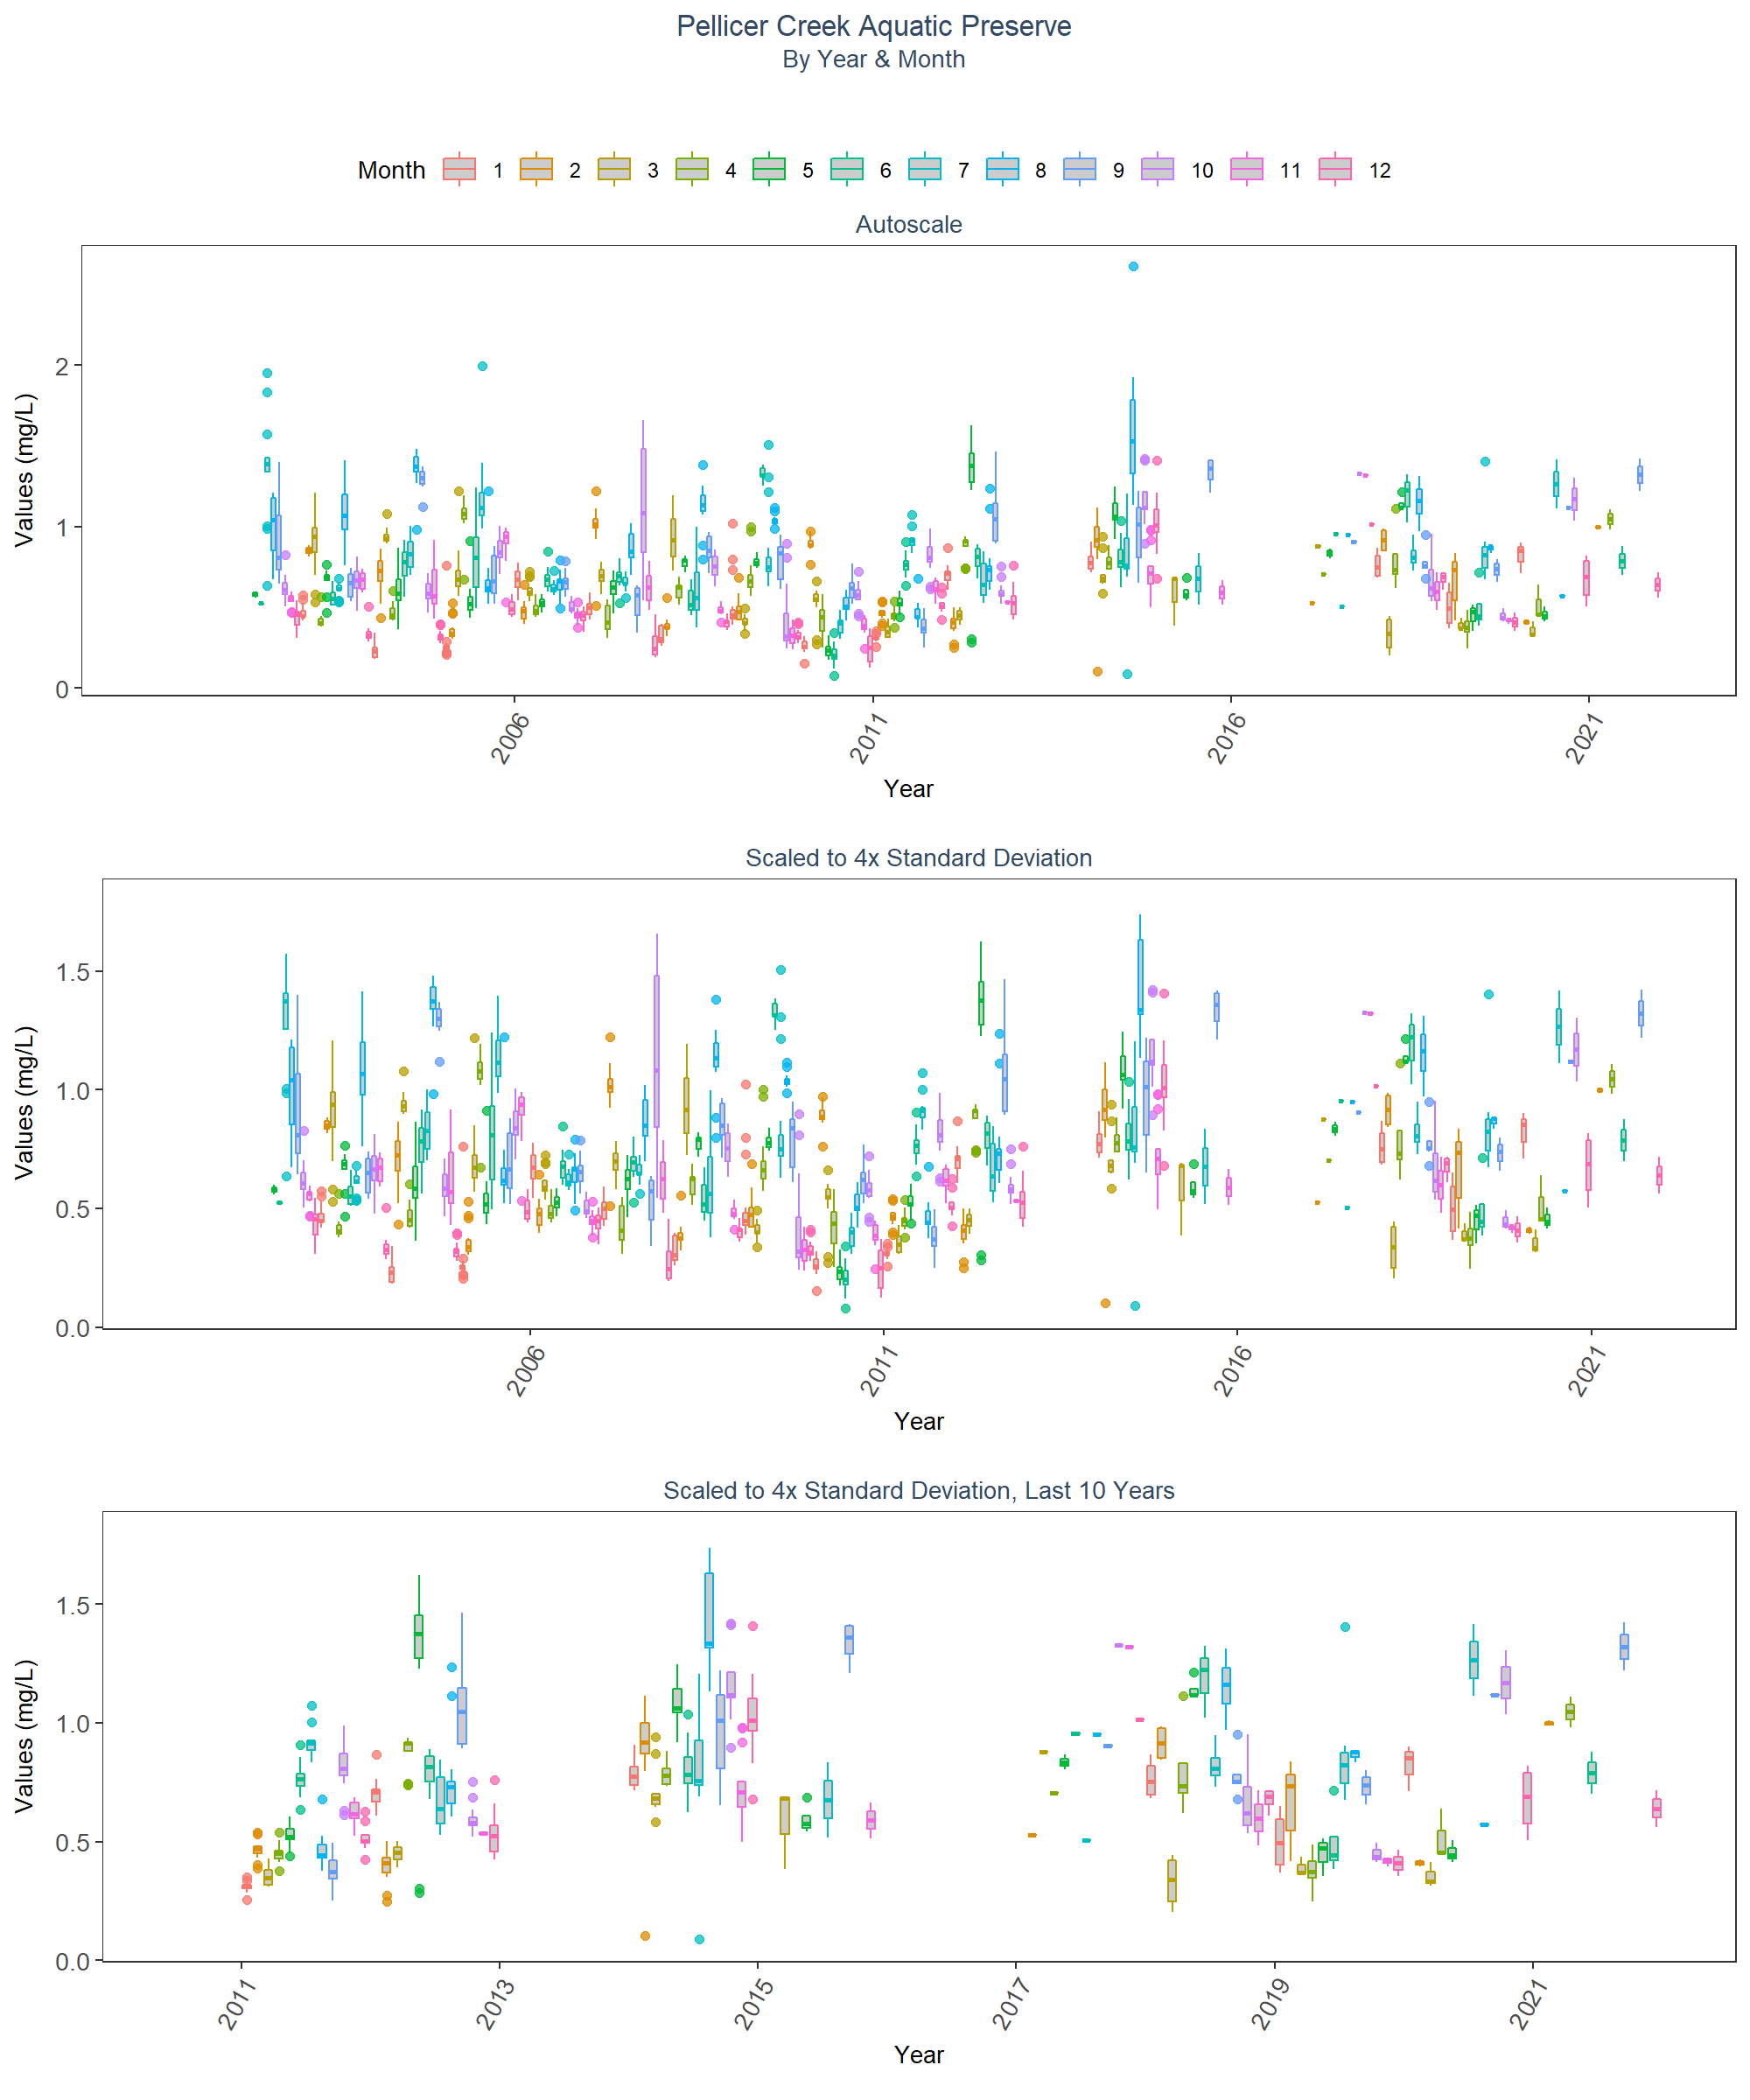 Pellicer Creek Aquatic Preserve
By Year & Month
Month 1 2 3 4 5 6 7 8 9 10 11 12
Autoscale
Values (mg/L)
2
1
0
2006 2011 2016 2021
Year
Scaled to 4x Standard Deviation
Values (mg/L)
1.5
1.0
0.5
0.0
2006 2011 2016 2021
Year
Scaled to 4x Standard Deviation, Last 10 Years
Values (mg/L)
1.5
1.0
0.5
0.0
2011 2013 2015 2017 2019 2021
Year